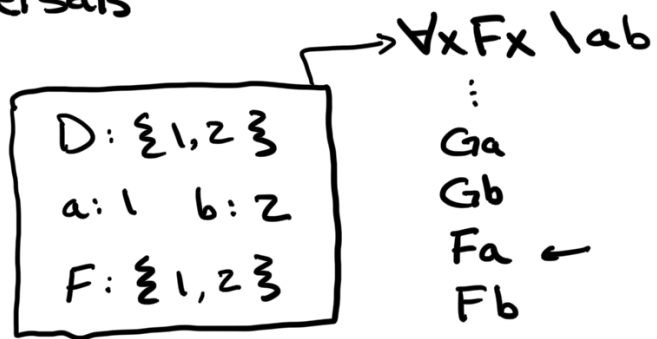 ∀xFx \ab
⋮
D: {1,2}
Ga
a: 1 b: 2
Gb
F: {1,2}
Fa ←
Fb